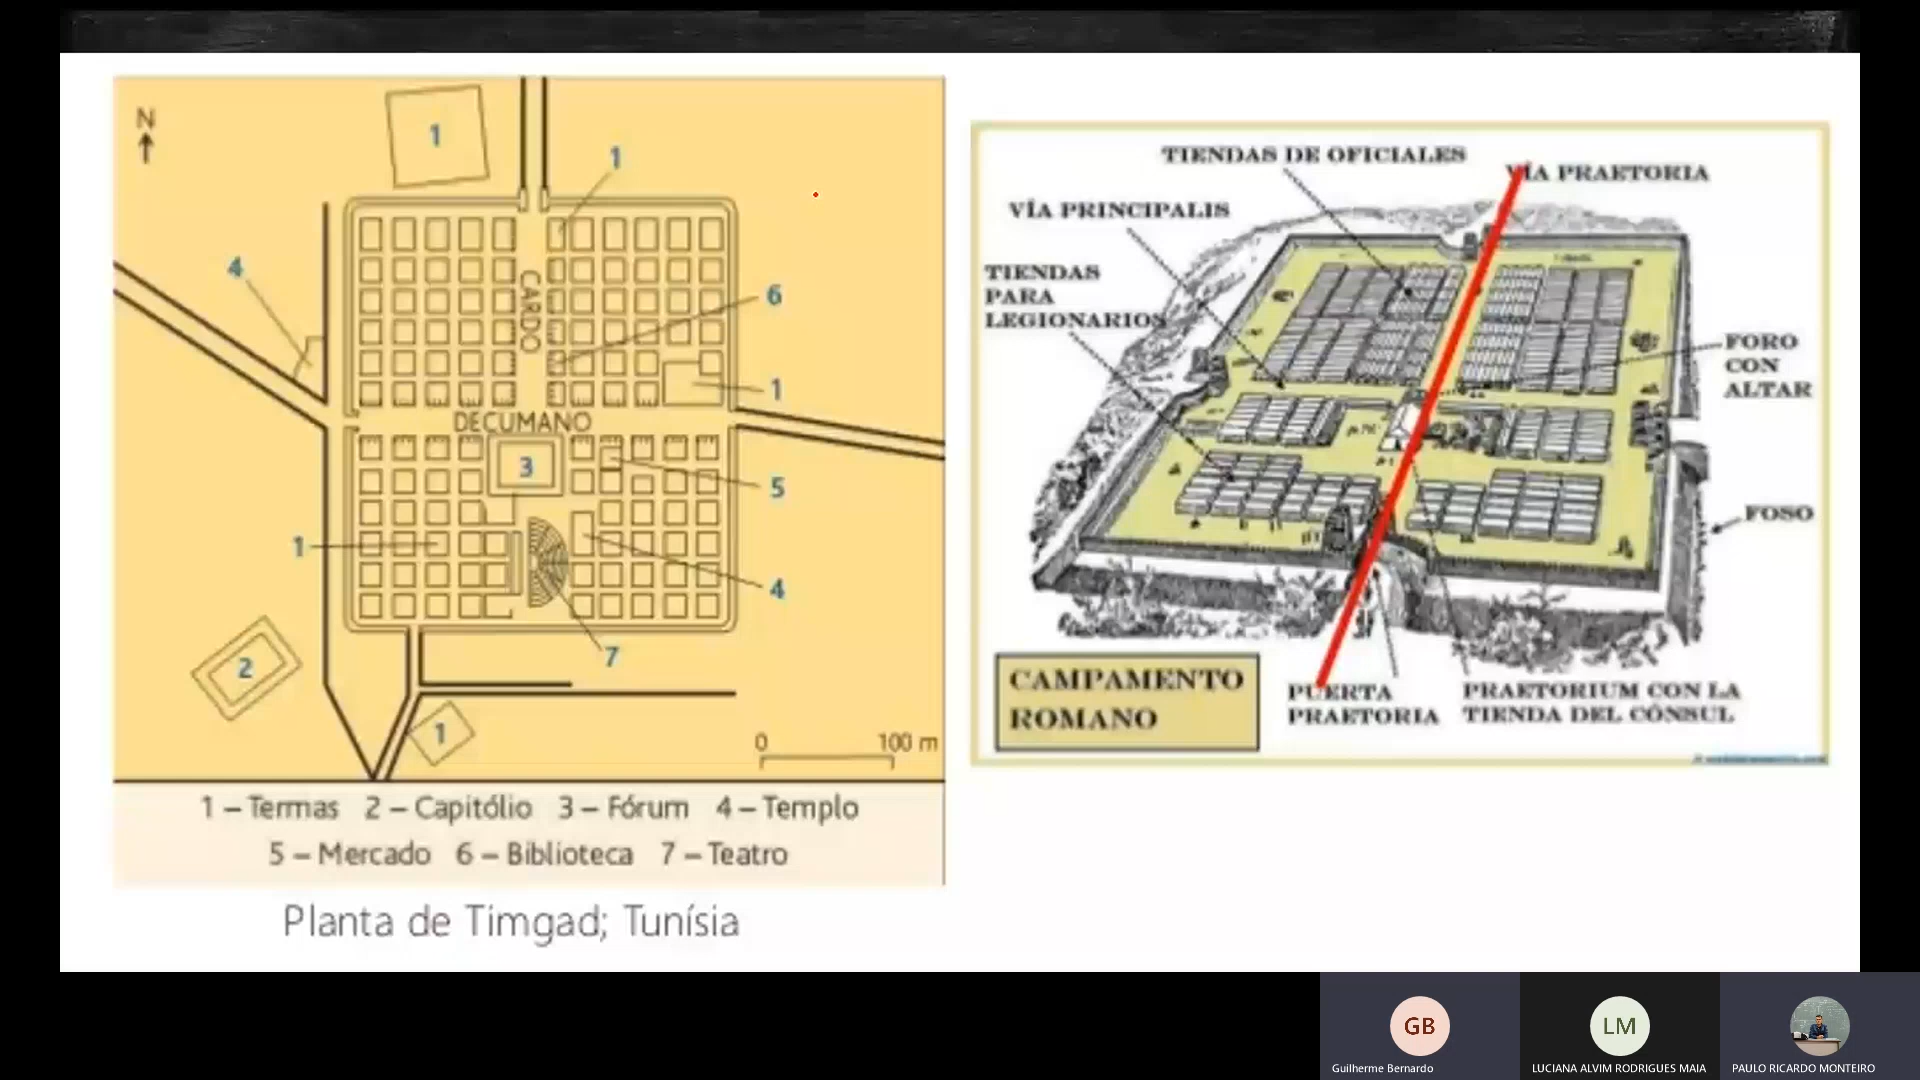 N
1
1
4
CARDO
6
1
DECUMANO
3
5
1
4
7
2
1
0 100 m
1 – Termas 2 – Capitólio 3 – Fórum 4 – Templo
5 – Mercado 6 – Biblioteca 7 – Teatro
Planta de Timgad; Tunísia
TIENDAS DE OFICIALES
VÍA PRAETORIA
VÍA PRINCIPALIS
TIENDAS
PARA
LEGIONARIOS
FORO
CON
ALTAR
FOSO
CAMPAMENTO
ROMANO
PUERTA
PRAETORIA
PRAETORIUM CON LA
TIENDA DEL CÓNSUL
GB
Guilherme Bernardo
LM
LUCIANA ALVIM RODRIGUES MAIA
PAULO RICARDO MONTEIRO